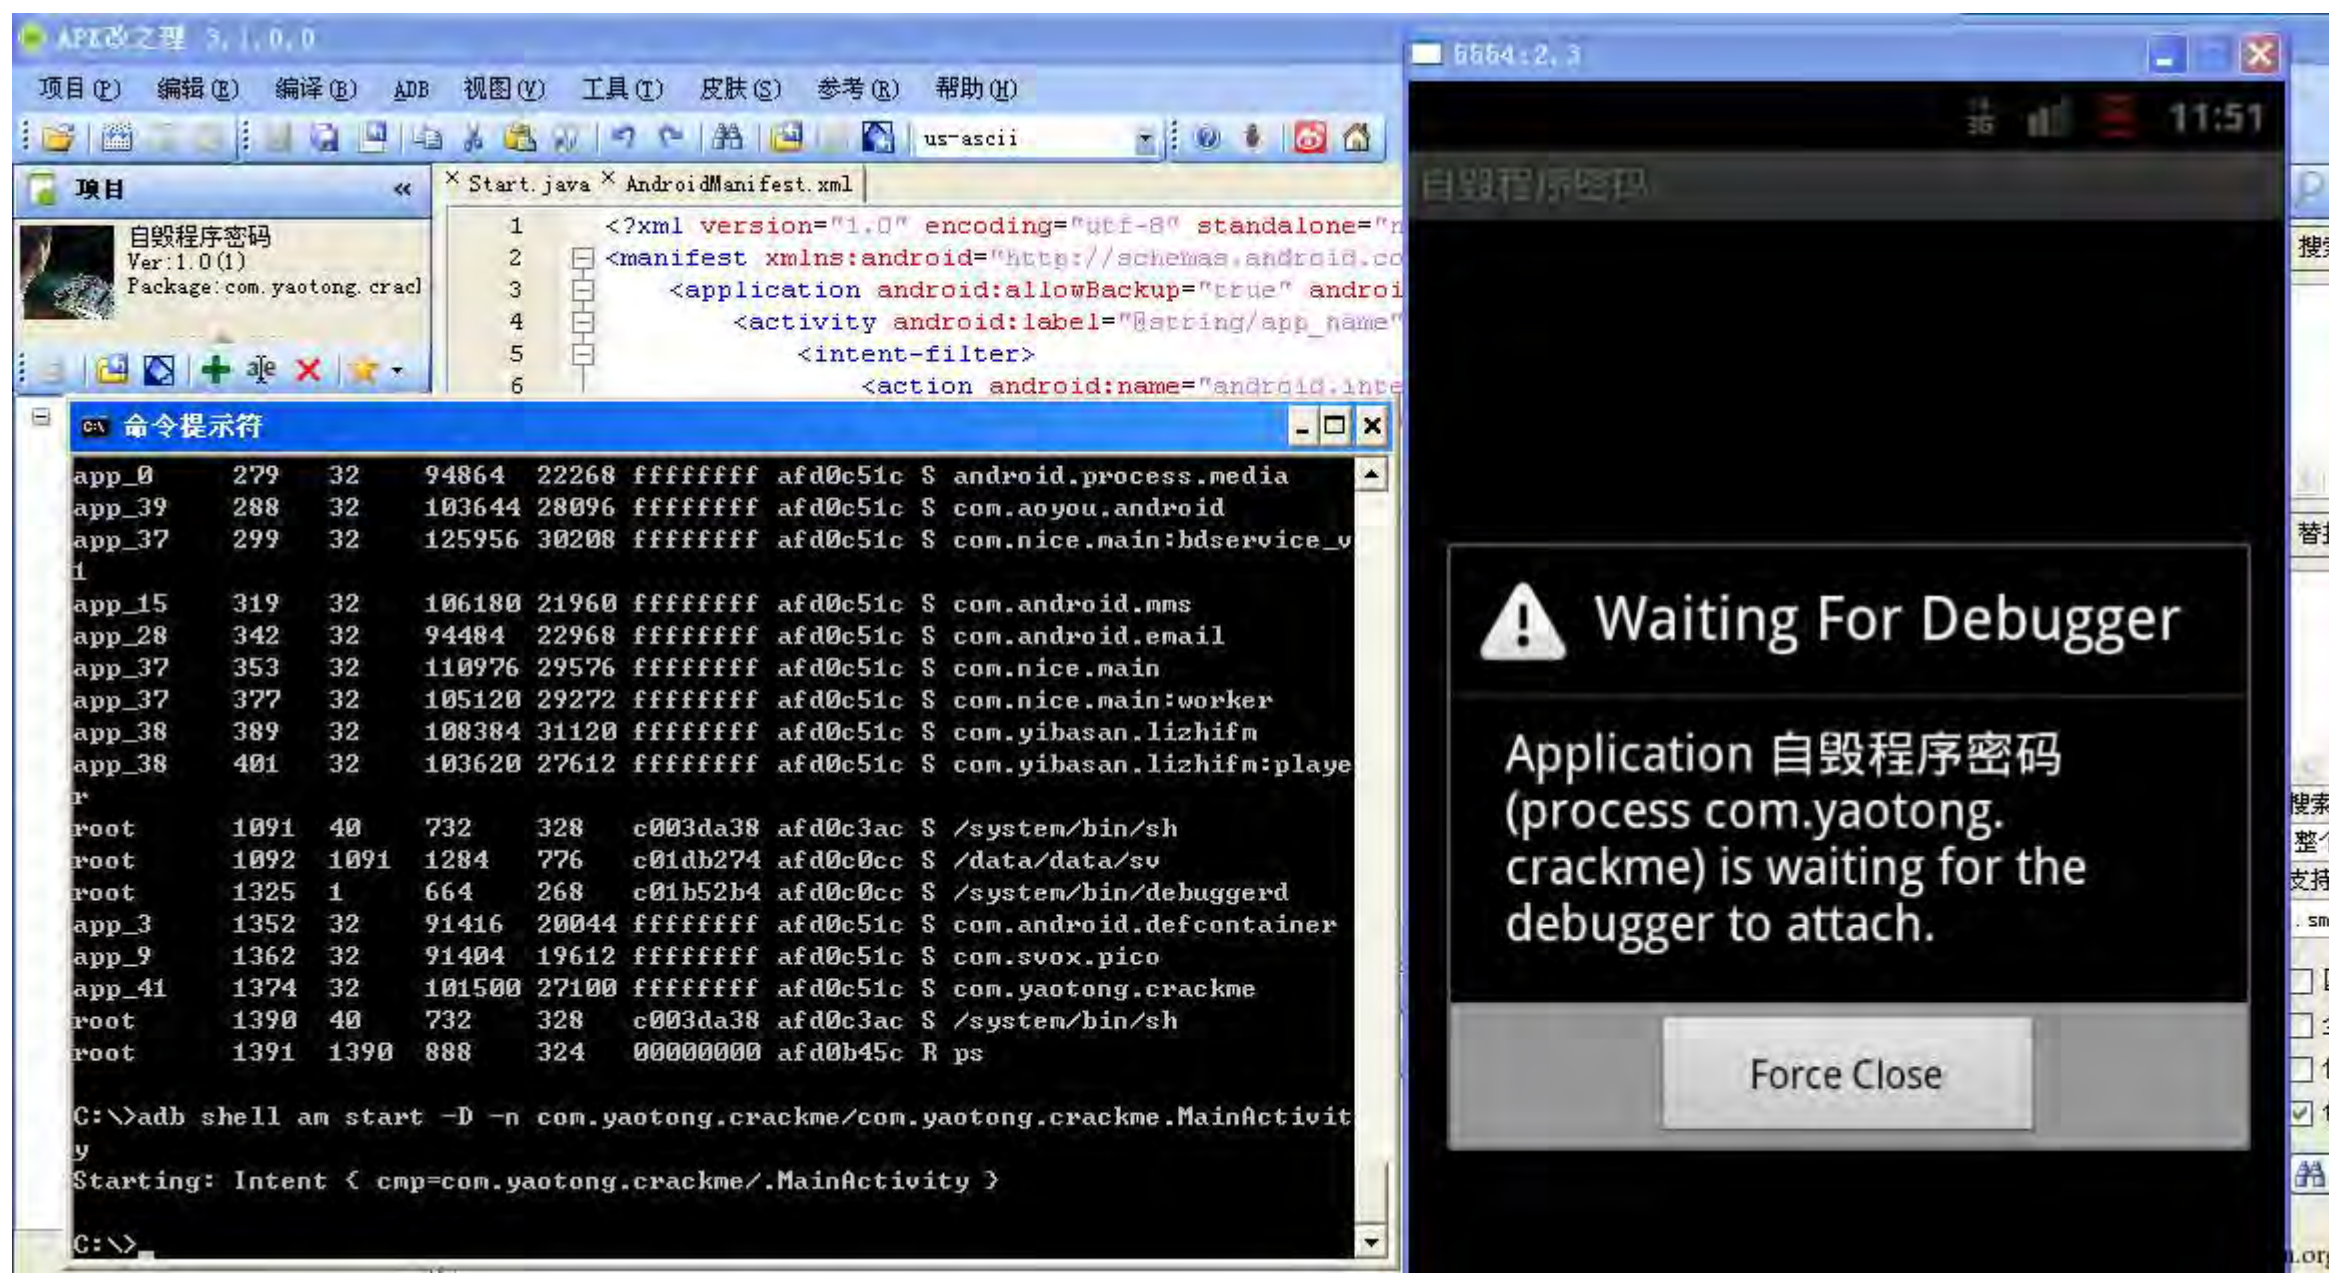 APK改之理 3.1.0.0
项目(P) 编辑(E) 编译(B) ADB 视图(V) 工具(T) 皮肤(S) 参考(R) 帮助(H)
us-ascii
项目 «
自毁程序密码
Ver:1.0(1)
Package:com.yaotong.cracl
× Start.java × AndroidManifest.xml
1 <?xml version="1.0" encoding="utf-8" standalone="n
2 <manifest xmlns:android="http://schemas.android.co
3 <application android:allowBackup="true" androi
4 <activity android:label="@string/app_name"
5 <intent-filter>
6 <action android:name="android.inte
命令提示符
app_0 279 32 94864 22268 ffffffff afd0c51c S android.process.media
app_39 288 32 103644 28096 ffffffff afd0c51c S com.aoyou.android
app_37 299 32 125956 30208 ffffffff afd0c51c S com.nice.main:bdservice_v
1
app_15 319 32 106180 21960 ffffffff afd0c51c S com.android.mms
app_28 342 32 94484 22968 ffffffff afd0c51c S com.android.email
app_37 353 32 110976 29576 ffffffff afd0c51c S com.nice.main
app_37 377 32 105120 29272 ffffffff afd0c51c S com.nice.main:worker
app_38 389 32 108384 31120 ffffffff afd0c51c S com.yibasan.lizhifm
app_38 401 32 103620 27612 ffffffff afd0c51c S com.yibasan.lizhifm:playe
r
root 1091 40 732 328 c003da38 afd0c3ac S /system/bin/sh
root 1092 1091 1284 776 c01db274 afd0c0cc S /data/data/sv
root 1325 1 664 268 c01b52b4 afd0c0cc S /system/bin/debuggerd
app_3 1352 32 91416 20044 ffffffff afd0c51c S com.android.defcontainer
app_9 1362 32 91404 19612 ffffffff afd0c51c S com.svox.pico
app_41 1374 32 101500 27100 ffffffff afd0c51c S com.yaotong.crackme
root 1390 40 732 328 c003da38 afd0c3ac S /system/bin/sh
root 1391 1390 888 324 00000000 afd0b45c R ps
C:\>adb shell am start -D -n com.yaotong.crackme/com.yaotong.crackme.MainActivit
y
Starting: Intent { cmp=com.yaotong.crackme/.MainActivity }
C:\>_
5554:2.3
3G 11:51
自毁程序密码
Waiting For Debugger
Application 自毁程序密码
(process com.yaotong.
crackme) is waiting for the
debugger to attach.
Force Close
搜索
支持
.sm